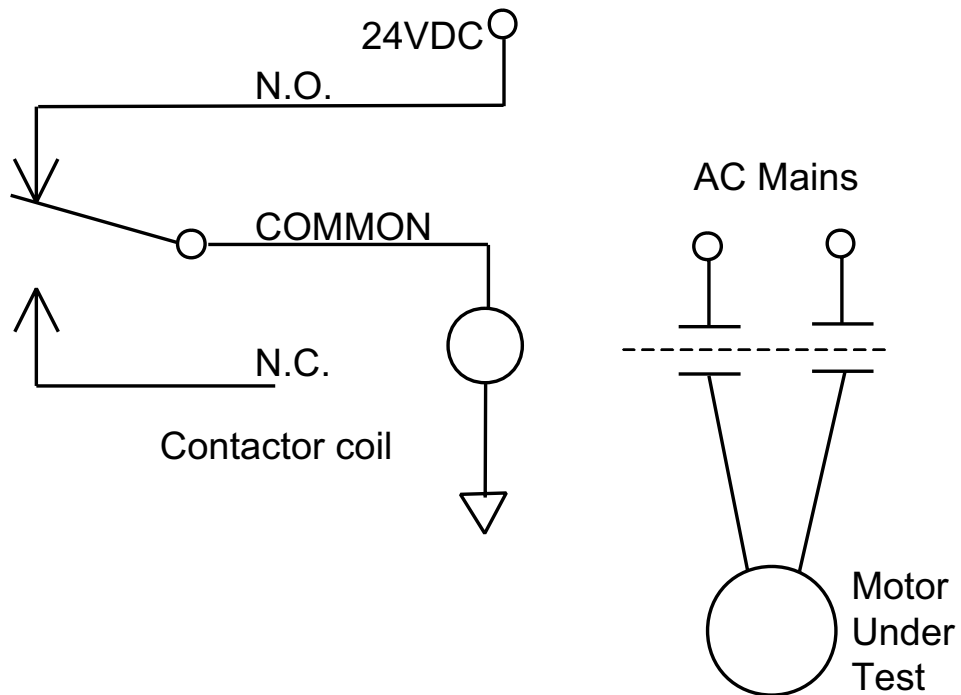 24VDC
N.O.
COMMON
N.C.
Contactor coil
AC Mains
Motor
Under
Test